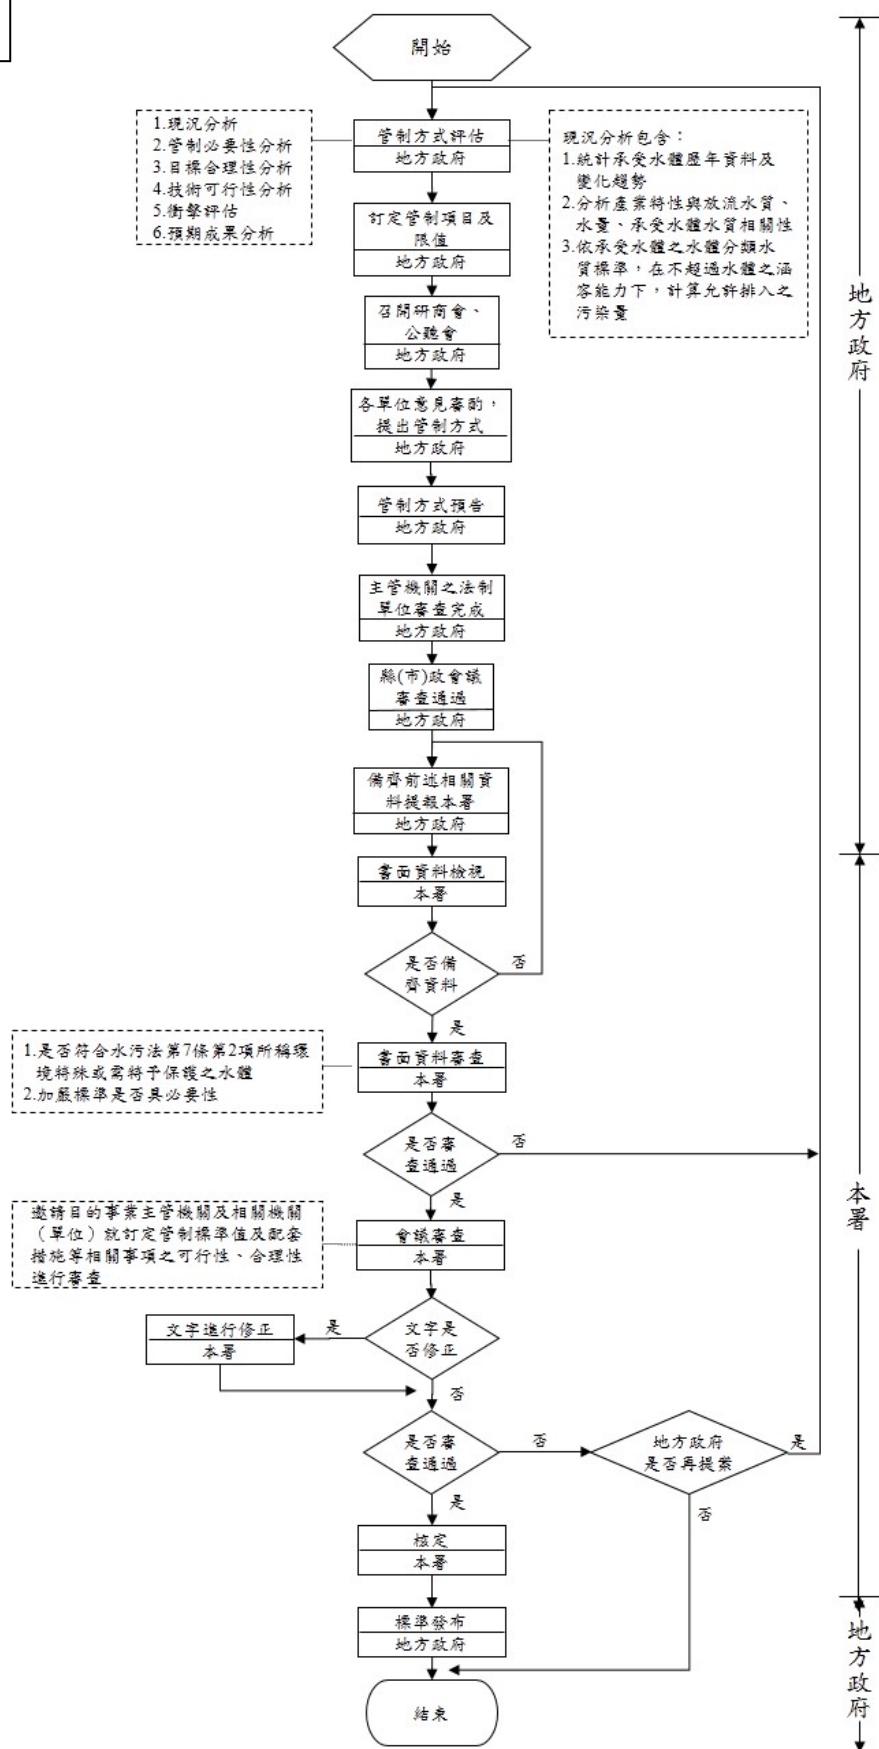 開始
1.現況分析
2.管制必要性分析
3.目標合理性分析
4.技術可行性分析
5.衝擊評估
6.預期成果分析
管制方式評估
地方政府
現況分析包含：
1.統計承受水體歷年資料及
變化趨勢
2.分析產業特性與放流水質、
水量、承受水體水質相關性
3.依承受水體之水體分類水
質標準，在不超過水體之涵
容能力下，計算允許排入之
污染量
訂定管制項目及
限值
地方政府
召開研商會、
公聽會
地方政府
各單位意見審酌，
提出管制方式
地方政府
管制方式預告
地方政府
主管機關之法制
單位審查完成
地方政府
縣(市)政會議
審查通過
地方政府
備齊前述相關資
料提報本署
地方政府
地方政府
書面資料檢視
本署
是否備
齊資料
否
是
1.是否符合水污法第7條第2項所稱環
境特殊或需特予保護之水體
2.加嚴標準是否具必要性
書面資料審查
本署
是否審
查通過
否
是
邀請目的事業主管機關及相關機關
（單位）就訂定管制標準值及配套
措施等相關事項之可行性、合理性
進行審查
會議審查
本署
本署
文字是
否修正
是
文字進行修正
本署
否
是否審
查通過
否
地方政府
是否再提案
是
是
否
核定
本署
標準發布
地方政府
地方政府
結束